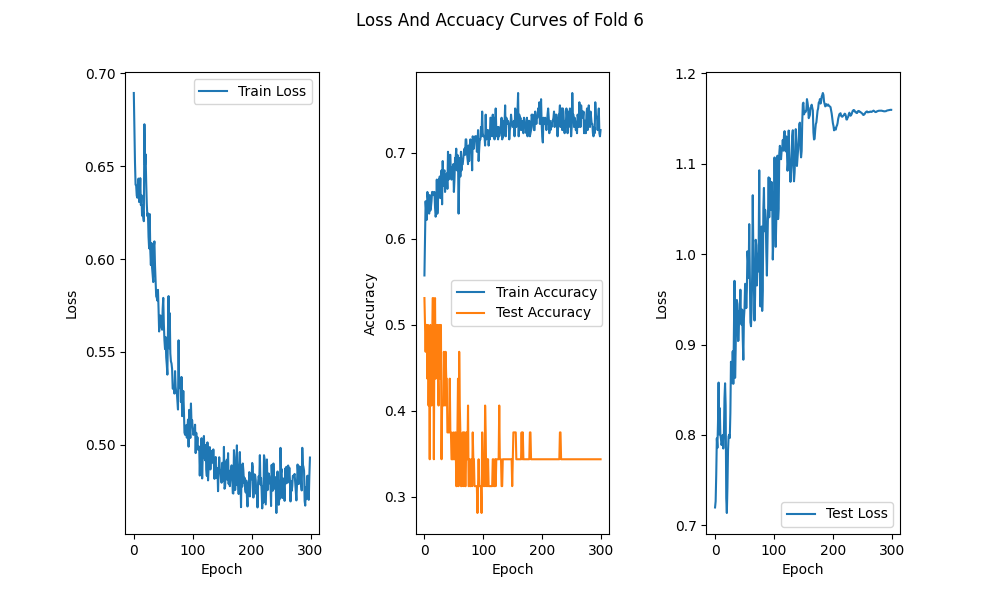 Loss And Accuacy Curves of Fold 6
0.70
0.65
0.60
0.55
0.50
Loss
Train Loss
0 100 200 300
Epoch
0.7
0.6
0.5
0.4
0.3
Accuracy
Train Accuracy
Test Accuracy
0 100 200 300
Epoch
1.2
1.1
1.0
0.9
0.8
0.7
Loss
Test Loss
0 100 200 300
Epoch